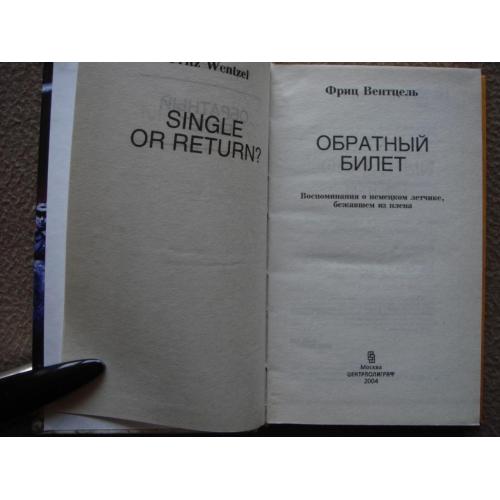 Fritz Wentzel
SINGLE
OR RETURN?
Фриц Вентцель
ОБРАТНЫЙ
БИЛЕТ
Воспоминания о немецком летчике,
бежавшем из плена
Москва
ЦЕНТРПОЛИГРАФ
2004